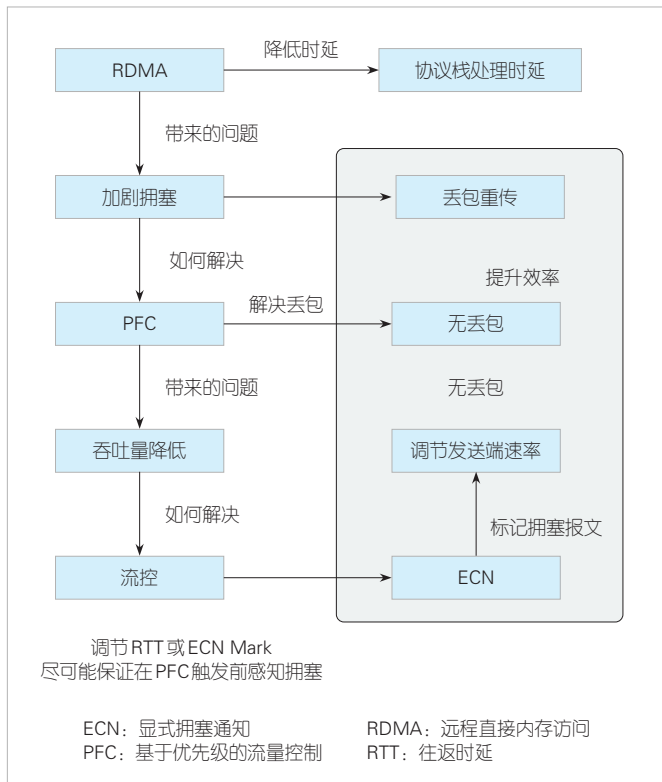 降低时延
RDMA
协议栈处理时延
带来的问题
加剧拥塞
丢包重传
如何解决
提升效率
解决丢包
PFC
无丢包
带来的问题
无丢包
吞吐量降低
调节发送端速率
如何解决
标记拥塞报文
流控
ECN
调节RTT或ECN Mark
尽可能保证在PFC触发前感知拥塞
ECN：显式拥塞通知
RDMA：远程直接内存访问
PFC：基于优先级的流量控制
RTT：往返时延